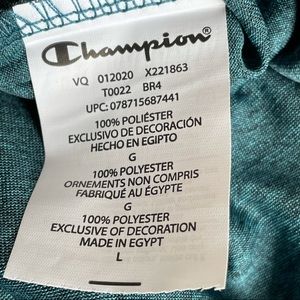 Champion
VQ 012020 X221863
T0022 BR4
UPC: 078715687441
100% POLIÉSTER
EXCLUSIVO DE DECORACIÓN
HECHO EN EGIPTO
G
100% POLYESTER
ORNEMENTS NON COMPRIS
FABRIQUÉ AU ÉGYPTE
G
100% POLYESTER
EXCLUSIVE OF DECORATION
MADE IN EGYPT
L